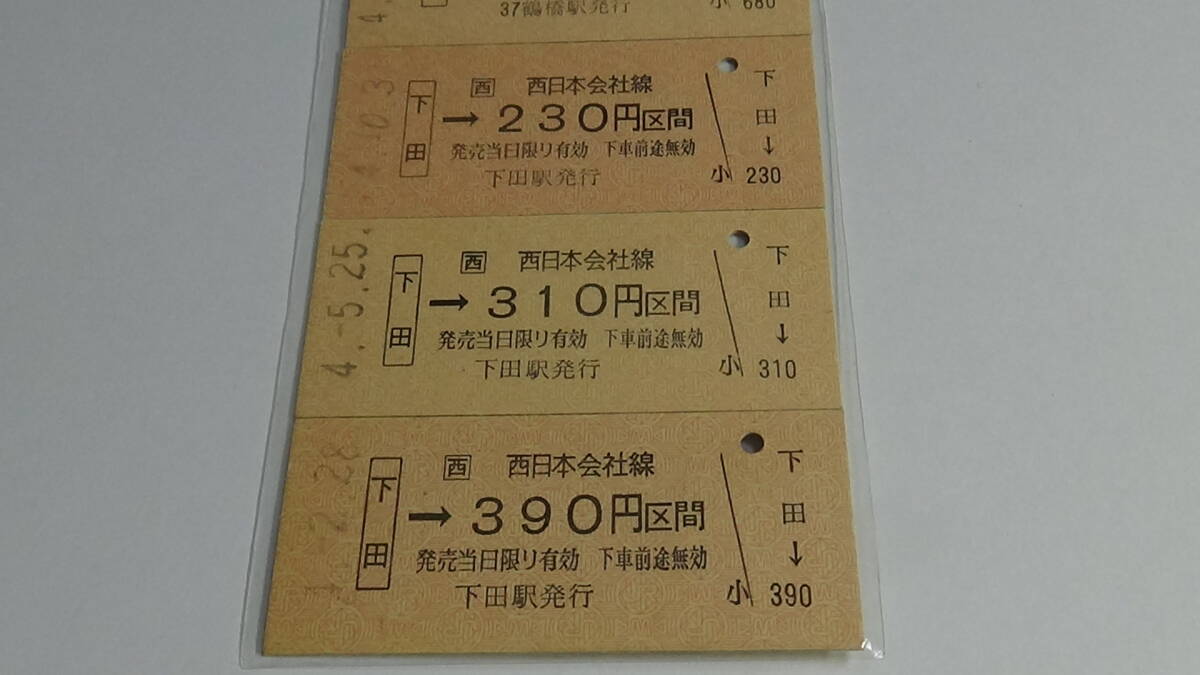 4.
37鶴橋駅発行
小 680
下田
西 西日本会社線
→ 230円区間
発売当日限り有効 下車前途無効
下田駅発行
下田→
小 230
4.-5.25.
下田
西 西日本会社線
→ 310円区間
発売当日限り有効 下車前途無効
下田駅発行
下田→
小 310
-2.28
下田
西 西日本会社線
→ 390円区間
発売当日限り有効 下車前途無効
下田駅発行
下田→
小 390